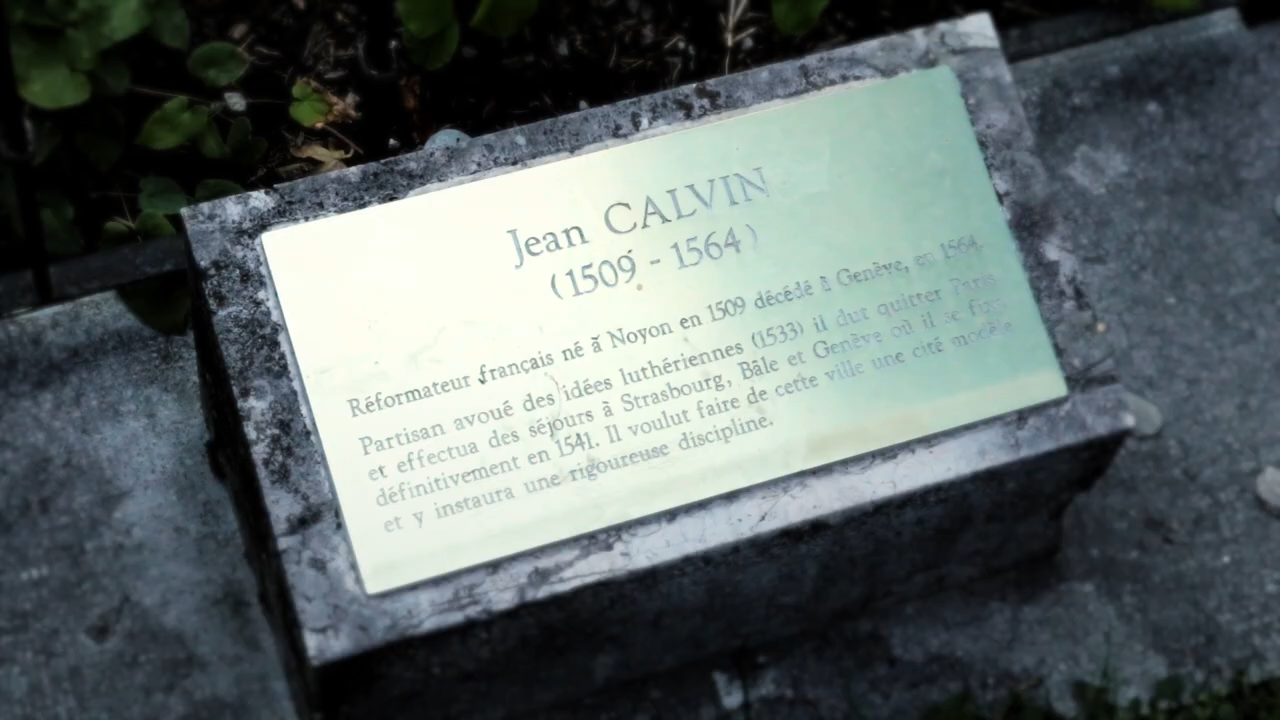 Jean CALVIN
(1509 - 1564)
Réformateur français né à Noyon en 1509 décédé à Genève, en 1564.
Partisan avoué des idées luthériennes (1533) il dut quitter Paris
et effectua des séjours à Strasbourg, Bâle et Genève où il se fixa
définitivement en 1541. Il voulut faire de cette ville une cité modèle
et y instaura une rigoureuse discipline.